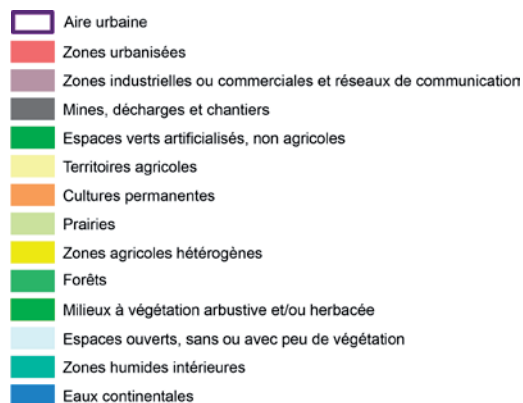 Aire urbaine
Zones urbanisées
Zones industrielles ou commerciales et réseaux de communication
Mines, décharges et chantiers
Espaces verts artificialisés, non agricoles
Territoires agricoles
Cultures permanentes
Prairies
Zones agricoles hétérogènes
Forêts
Milieux à végétation arbustive et/ou herbacée
Espaces ouverts, sans ou avec peu de végétation
Zones humides intérieures
Eaux continentales